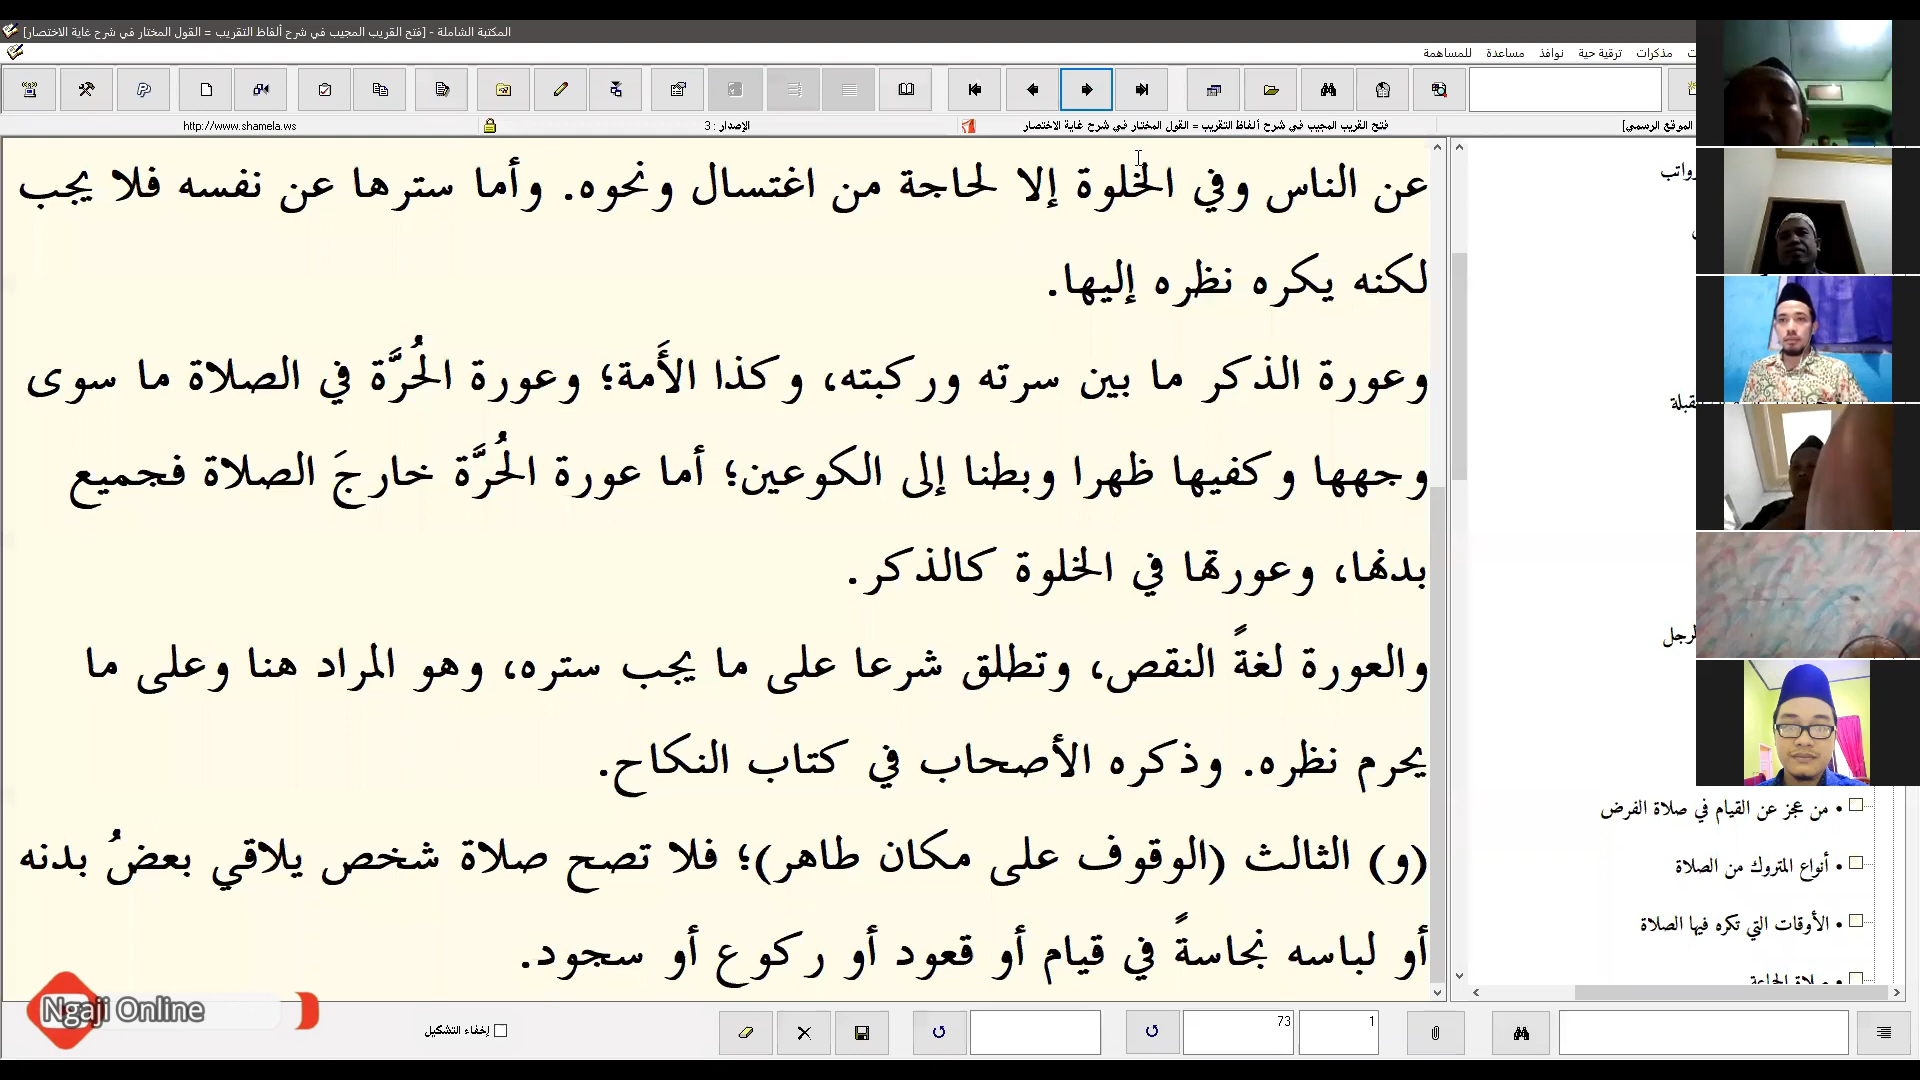 المكتبة الشاملة - [فتح القريب المجيب في شرح ألفاظ التقريب = القول المختار في شرح غاية الاختصار]
مذكرات ترقية حية نوافذ مساعدة للمساهمة
الموقع الرسمي]
فتح القريب المجيب في شرح ألفاظ التقريب = القول المختار في شرح غاية الاختصار
الإصدار : 3
http://www.shamela.ws
عن الناس وفي الخلوة إلا لحاجة من اغتسال ونحوه. وأما سترها عن نفسه فلا يجب
لكنه يكره نظره إليها.
وعورة الذكر ما بين سرته وركبته، وكذا الأَمة؛ وعورة الحُرَّة في الصلاة ما سوى
وجهها وكفيها ظهرا وبطنا إلى الكوعين؛ أما عورة الحُرَّة خارجَ الصلاة فجميع
بدنها، وعورتها في الخلوة كالذكر.
والعورة لغةً النقص، وتطلق شرعا على ما يجب ستره، وهو المراد هنا وعلى ما
يحرم نظره. وذكره الأصحاب في كتاب النكاح.
(و) الثالث (الوقوف على مكان طاهر)؛ فلا تصح صلاة شخص يلاقي بعضُ بدنه
أو لباسه نجاسةً في قيام أو قعود أو ركوع أو سجود.
• من عجز عن القيام في صلاة الفرض
• أنواع المتروك من الصلاة
• الأوقات التي تكره فيها الصلاة
Ngaji Online
إخفاء التشكيل
73
1